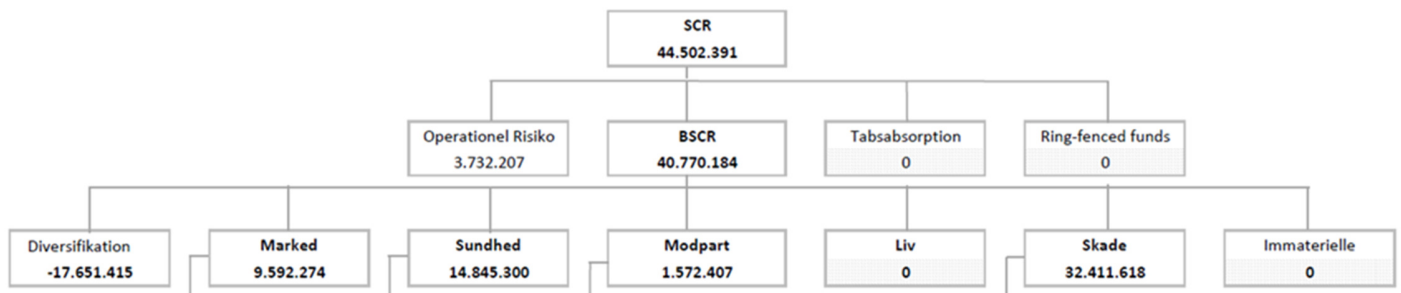 SCR
44.502.391
Operationel Risiko
3.732.207
BSCR
40.770.184
Tabsabsorption
0
Ring-fenced funds
0
Diversifikation
-17.651.415
Marked
9.592.274
Sundhed
14.845.300
Modpart
1.572.407
Liv
0
Skade
32.411.618
Immaterielle
0